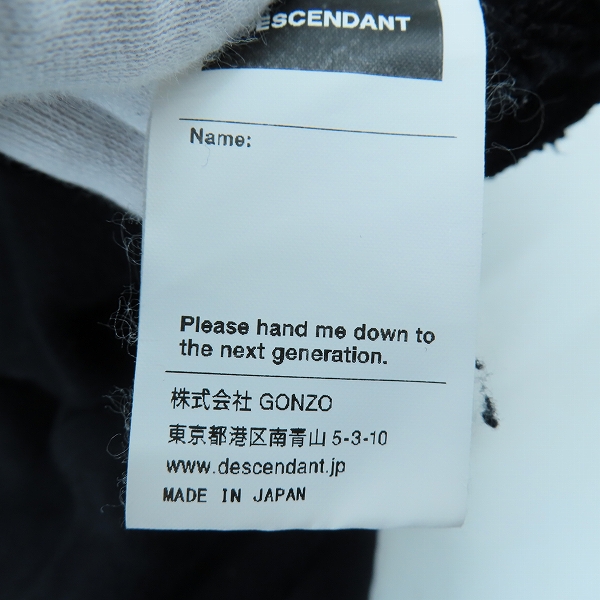 DESCENDANT
Name:
Please hand me down to
the next generation.
株式会社 GONZO
東京都港区南青山 5-3-10
www.descendant.jp
MADE IN JAPAN